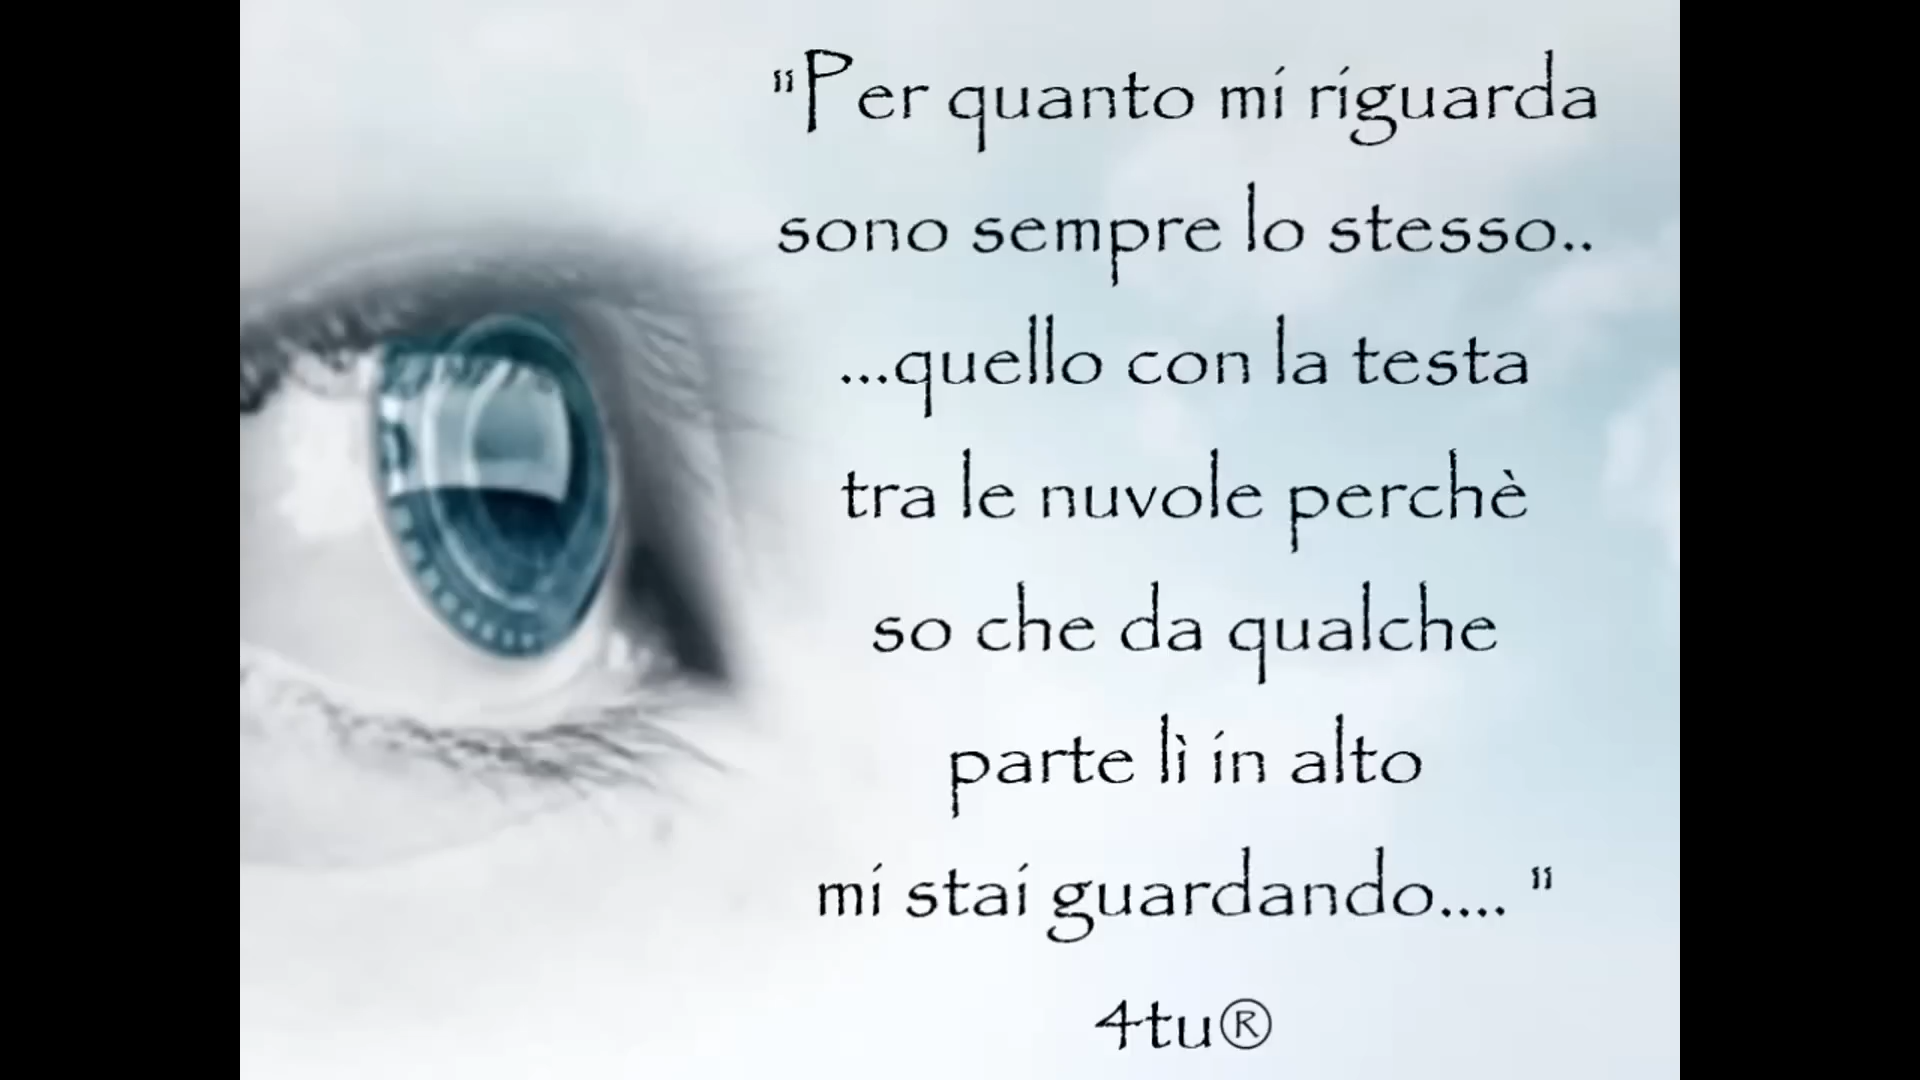 "Per quanto mi riguarda
sono sempre lo stesso..
...quello con la testa
tra le nuvole perchè
so che da qualche
parte lì in alto
mi stai guardando.... "
4tu®